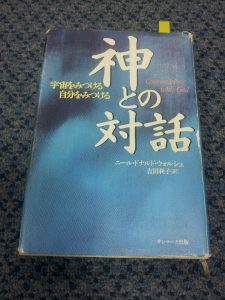 宇宙をみつける
自分をみつける
神
との
対話
Conversations
with God
ニール・ドナルド・ウォルシュ
吉田利子 訳
サンマーク出版